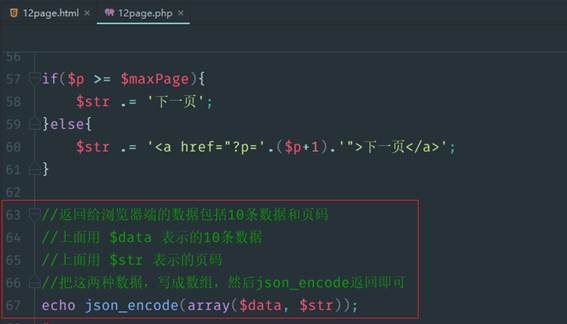 12page.html × 12page.php ×
56
57 if($p >= $maxPage){
58 $str .= '下一页';
59 }else{
60 $str .= '<a href="?p='.($p+1).'">下一页</a>';
61 }
62
63 //返回给浏览器端的数据包括10条数据和页码
64 //上面用 $data 表示的10条数据
65 //上面用 $str 表示的页码
66 //把这两种数据，写成数组，然后json_encode返回即可
67 echo json_encode(array($data, $str));